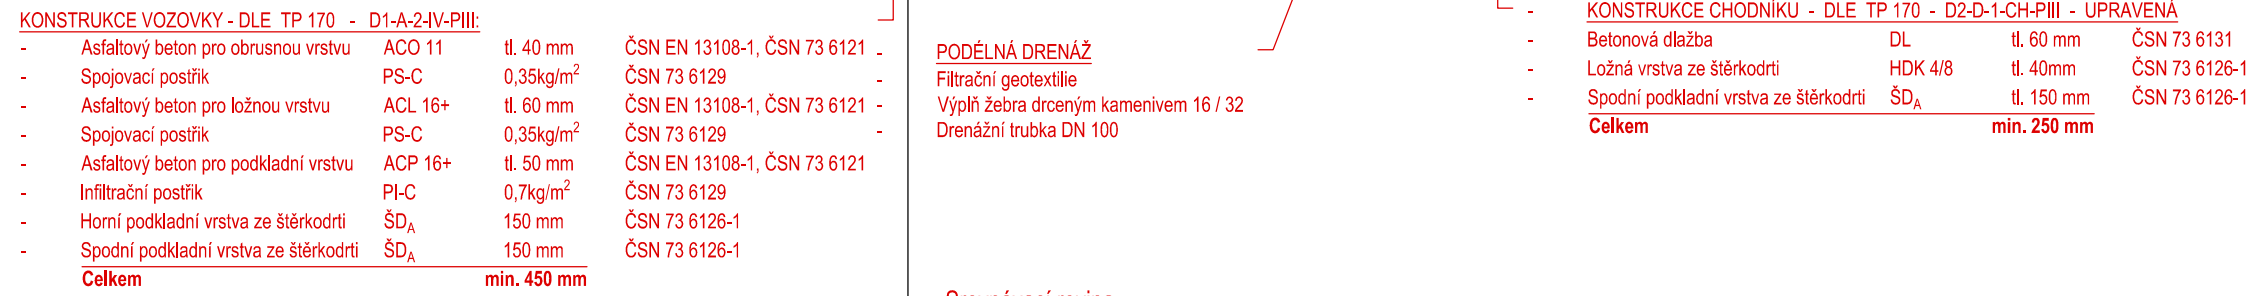 KONSTRUKCE VOZOVKY - DLE TP 170 - D1-A-2-IV-PIII:
- Asfaltový beton pro obrusnou vrstvu ACO 11 tl. 40 mm ČSN EN 13108-1, ČSN 73 6121
- Spojovací postřik PS-C 0,35kg/m² ČSN 73 6129
- Asfaltový beton pro ložnou vrstvu ACL 16+ tl. 60 mm ČSN EN 13108-1, ČSN 73 6121
- Spojovací postřik PS-C 0,35kg/m² ČSN 73 6129
- Asfaltový beton pro podkladní vrstvu ACP 16+ tl. 50 mm ČSN EN 13108-1, ČSN 73 6121
- Infiltrační postřik PI-C 0,7kg/m² ČSN 73 6129
- Horní podkladní vrstva ze štěrkodrti ŠDA 150 mm ČSN 73 6126-1
- Spodní podkladní vrstva ze štěrkodrti ŠDA 150 mm ČSN 73 6126-1
Celkem min. 450 mm
- PODÉLNÁ DRENÁŽ
- Filtrační geotextilie
- Výplň žebra drceným kamenivem 16 / 32
- Drenážní trubka DN 100
- KONSTRUKCE CHODNÍKU - DLE TP 170 - D2-D-1-CH-PIII - UPRAVENÁ
- Betonová dlažba DL tl. 60 mm ČSN 73 6131
- Ložná vrstva ze štěrkodrti HDK 4/8 tl. 40mm ČSN 73 6126-1
- Spodní podkladní vrstva ze štěrkodrti ŠDA tl. 150 mm ČSN 73 6126-1
Celkem min. 250 mm